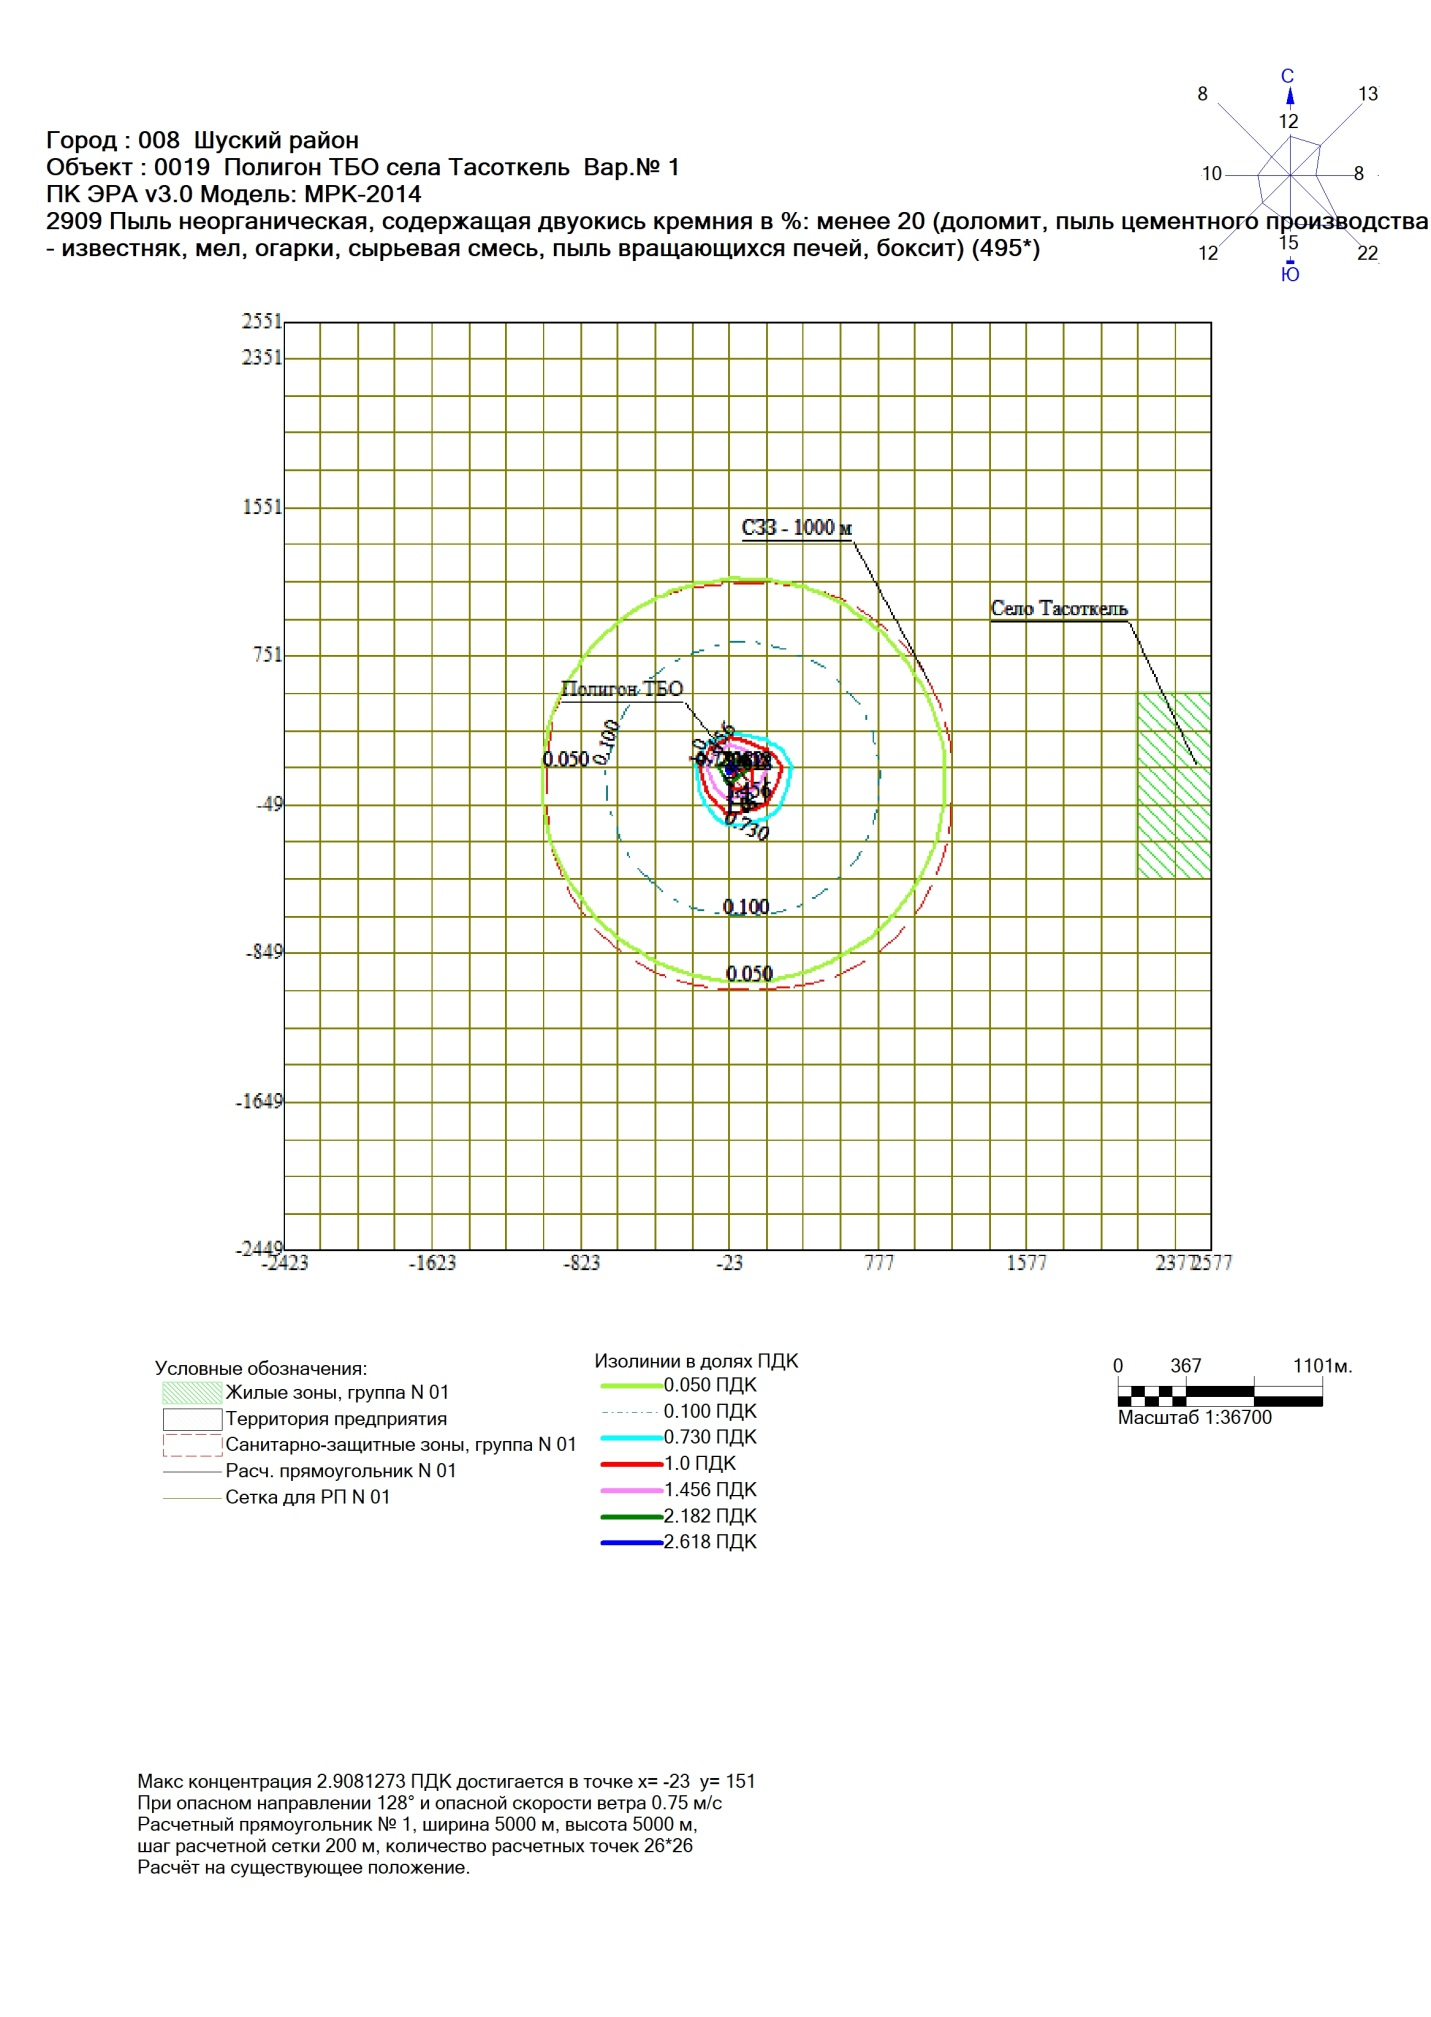 С
8
13
12
10
8
12
15
22
Ю
Город : 008 Шуский район
Объект : 0019 Полигон ТБО села Тасоткель Вар.№ 1
ПК ЭРА v3.0 Модель: МРК-2014
2909 Пыль неорганическая, содержащая двуокись кремния в %: менее 20 (доломит, пыль цементного производства
- известняк, мел, огарки, сырьевая смесь, пыль вращающихся печей, боксит) (495*)
2551
2351
1551
СЗЗ - 1000 м
Село Тасоткель
751
Полигон ТБО
0.100
0.050
1.456
-49
0.730
0.100
-849
0.050
-1649
-2449
-2423
-1623
-823
-23
777
1577
2377
2577
Условные обозначения:
Жилые зоны, группа N 01
Территория предприятия
Санитарно-защитные зоны, группа N 01
Расч. прямоугольник N 01
Сетка для РП N 01
Изолинии в долях ПДК
0.050 ПДК
0.100 ПДК
0.730 ПДК
1.0 ПДК
1.456 ПДК
2.182 ПДК
2.618 ПДК
0 367 1101м.
Масштаб 1:36700
Макс концентрация 2.9081273 ПДК достигается в точке x= -23 y= 151
При опасном направлении 128° и опасной скорости ветра 0.75 м/с
Расчетный прямоугольник № 1, ширина 5000 м, высота 5000 м,
шаг расчетной сетки 200 м, количество расчетных точек 26*26
Расчёт на существующее положение.